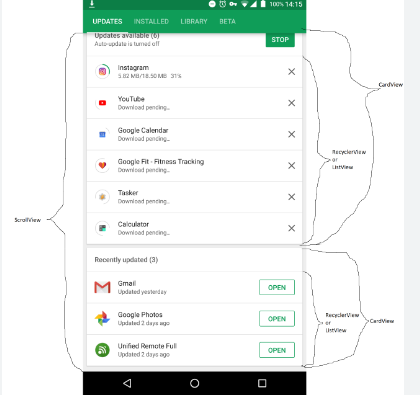 100% 14:15
UPDATES INSTALLED LIBRARY BETA
Updates available (6)
Auto-update is turned off
STOP
CardView
Instagram
5.02 MB/18.50 MB 31%
YouTube
Download pending...
Google Calendar
Download pending...
RecyclerView
or
ListView
Google Fit - Fitness Tracking
Download pending...
Tasker
Download pending...
ScrollView
Calculator
Download pending...
Recently updated (3)
Gmail
Updated yesterday
OPEN
Google Photos
Updated 2 days ago
OPEN
RecyclerView
or
ListView
CardView
Unified Remote Full
Updated 2 days ago
OPEN